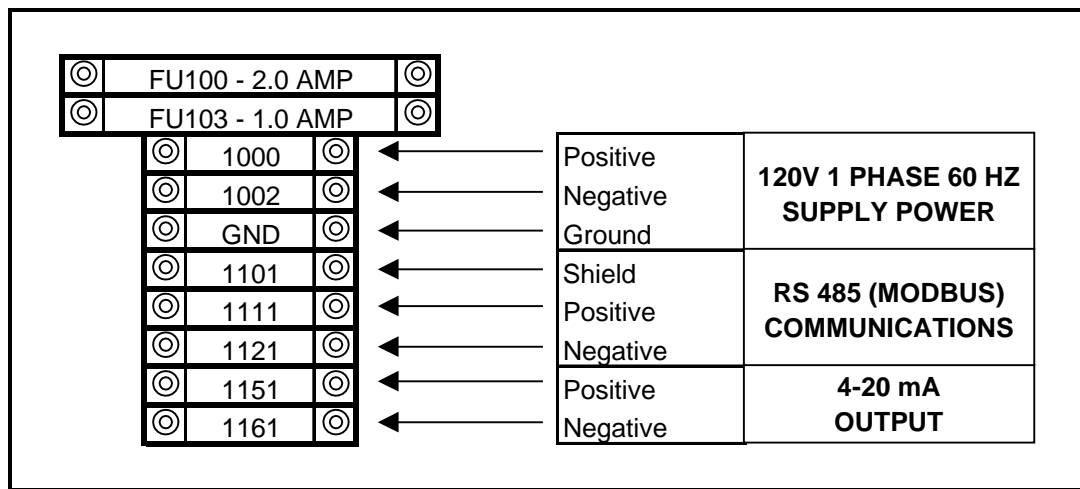 FU100 - 2.0 AMP
FU103 - 1.0 AMP
1000
1002
GND
1101
1111
1121
1151
1161
Positive
Negative
Ground
120V 1 PHASE 60 HZ
SUPPLY POWER
Shield
Positive
Negative
RS 485 (MODBUS)
COMMUNICATIONS
Positive
Negative
4-20 mA
OUTPUT